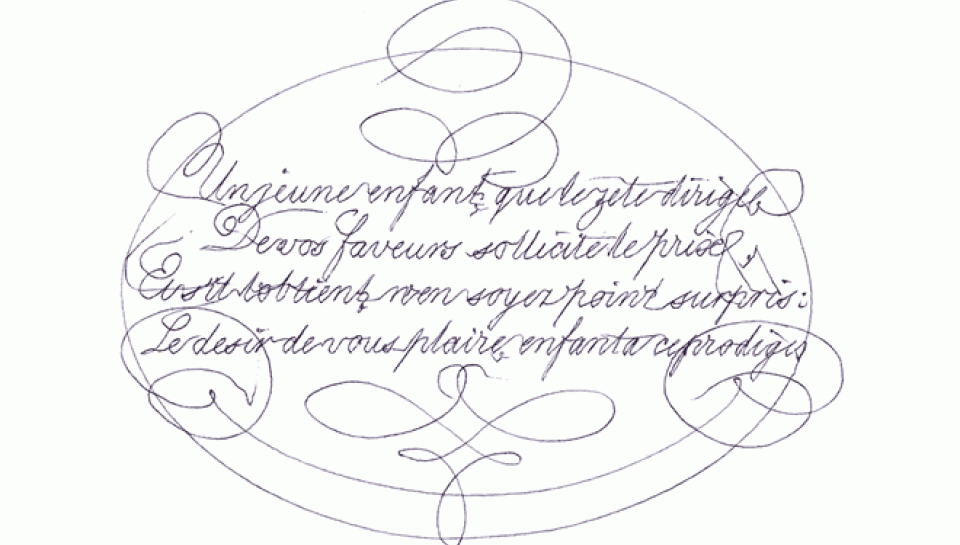 Un jeune enfant, que le zele dirige
De vos faveurs sollicite le prix
Et s'il l'obtient, n'en soyez point surpris:
Le desir de vous plaire, enfanta ce prodige